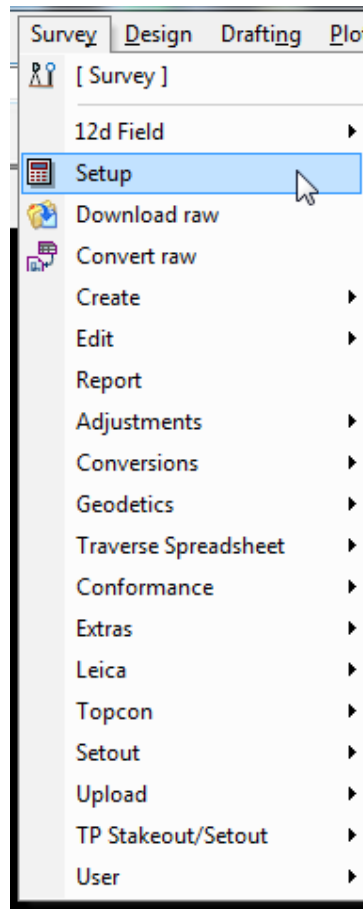 Survey Design Drafting
[ Survey ]
12d Field
Setup
Download raw
Convert raw
Create
Edit
Report
Adjustments
Conversions
Geodetics
Traverse Spreadsheet
Conformance
Extras
Leica
Topcon
Setout
Upload
TP Stakeout/Setout
User